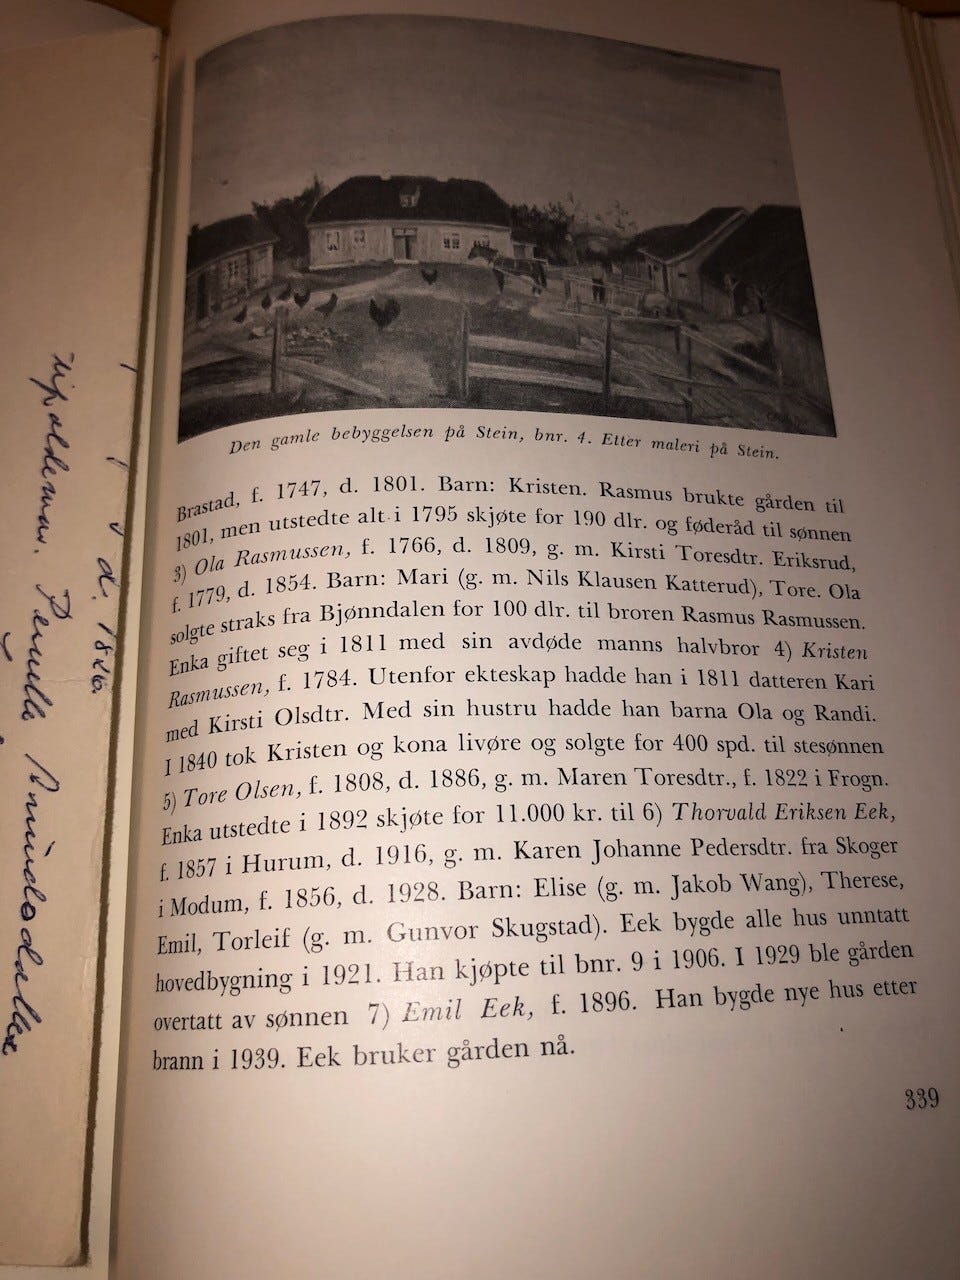 Den gamle bebyggelsen på Stein, bnr. 4. Etter maleri på Stein.
Brastad, f. 1747, d. 1801. Barn: Kristen. Rasmus brukte gården til
1801, men utstedte alt i 1795 skjøte for 190 dlr. og føderåd til sønnen
3) Ola Rasmussen, f. 1766, d. 1809, g. m. Kirsti Toresdtr. Eriksrud,
f. 1779, d. 1854. Barn: Mari (g. m. Nils Klausen Katterud), Tore. Ola
solgte straks fra Bjønndalen for 100 dlr. til broren Rasmus Rasmussen.
Enka giftet seg i 1811 med sin avdøde manns halvbror 4) Kristen
Rasmussen, f. 1784. Utenfor ekteskap hadde han i 1811 datteren Kari
med Kirsti Olsdtr. Med sin hustru hadde han barna Ola og Randi.
I 1840 tok Kristen og kona livøre og solgte for 400 spd. til stesønnen
5) Tore Olsen, f. 1808, d. 1886, g. m. Maren Toresdtr., f. 1822 i Frogn.
Enka utstedte i 1892 skjøte for 11.000 kr. til 6) Thorvald Eriksen Eek,
f. 1857 i Hurum, d. 1916, g. m. Karen Johanne Pedersdtr. fra Skoger
i Modum, f. 1856, d. 1928. Barn: Elise (g. m. Jakob Wang), Therese,
Emil, Torleif (g. m. Gunvor Skugstad). Eek bygde alle hus unntatt
hovedbygning i 1921. Han kjøpte til bnr. 9 i 1906. I 1929 ble gården
overtatt av sønnen 7) Emil Eek, f. 1896. Han bygde nye hus etter
brann i 1939. Eek bruker gården nå.
339